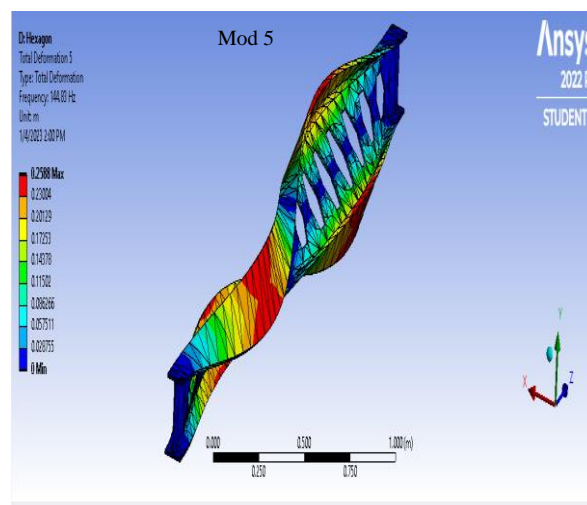 D: Hexagon
Total Deformation 5
Type: Total Deformation
Frequency: 144.83 Hz
Unit: m
1/4/2023 2:00 PM
Mod 5
Ansys
2022
STUDENT
0.2588 Max
0.23004
0.20129
0.17253
0.14378
0.11502
0.086266
0.057511
0.028755
0 Min
Y
X
Z
0.000
0.500
1.000 (m)
0.250
0.750